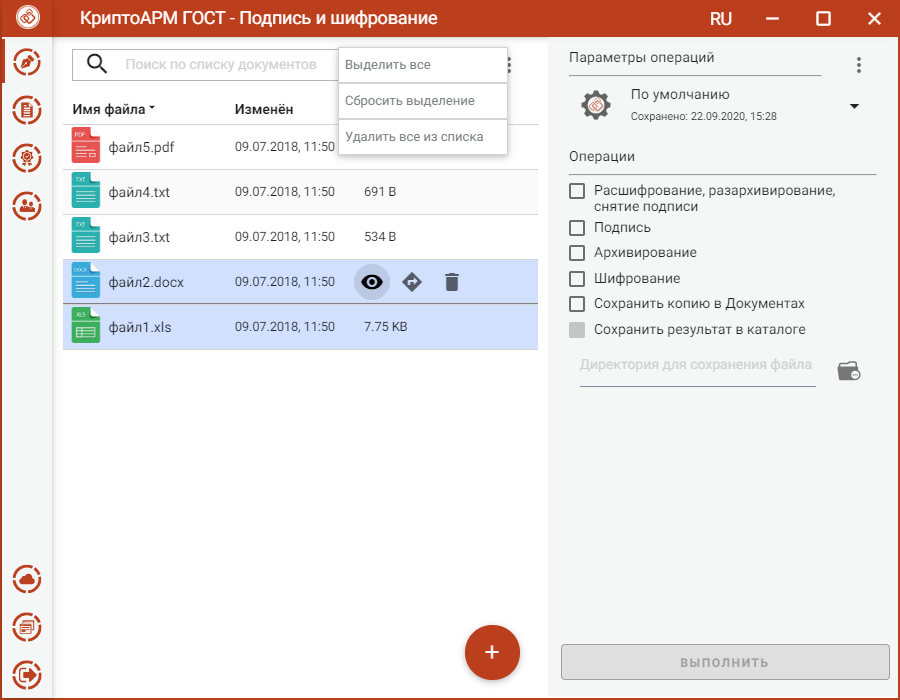 КриптоАРМ ГОСТ - Подпись и шифрование
RU
Поиск по списку документов
Выделить все
Сбросить выделение
Удалить все из списка
Имя файла
Изменён
PDF
файл5.pdf
09.07.2018, 11:50
TXT
файл4.txt
09.07.2018, 11:50
691 B
TXT
файл3.txt
09.07.2018, 11:50
534 B
DOCX
файл2.docx
09.07.2018, 11:50
XLS
файл1.xls
09.07.2018, 11:50
7.75 KB
Параметры операций
По умолчанию
Сохранено: 22.09.2020, 15:28
Операции
Расшифрование, разархивирование,
снятие подписи
Подпись
Архивирование
Шифрование
Сохранить копию в Документах
Сохранить результат в каталоге
Директория для сохранения файла
ВЫПОЛНИТЬ